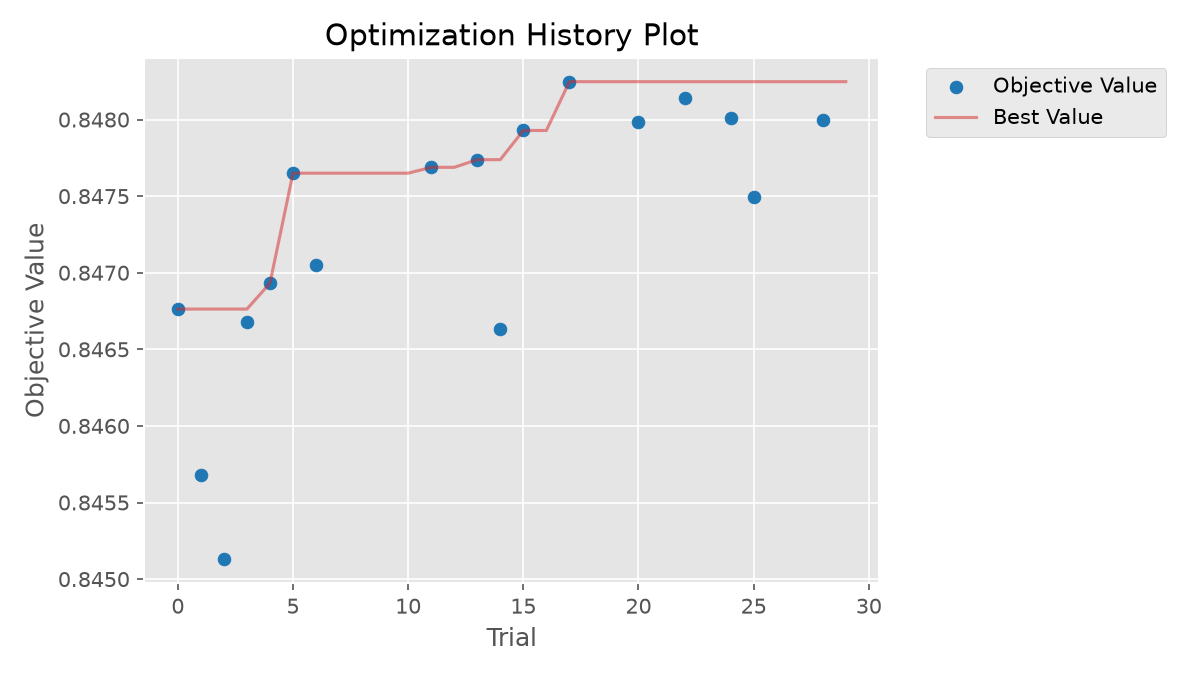 Optimization History Plot
Objective Value
Best Value
0.8480
0.8475
0.8470
0.8465
0.8460
0.8455
0.8450
Objective Value
0 5 10 15 20 25 30
Trial